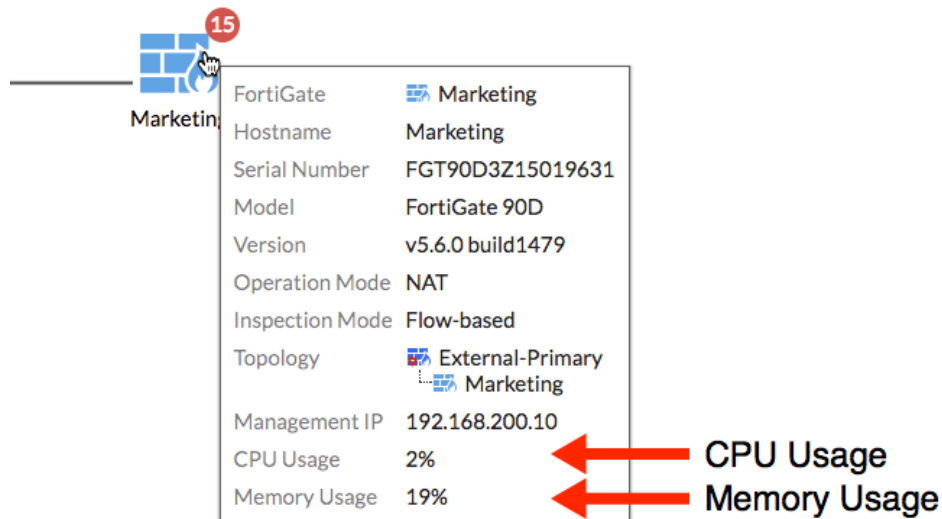 15
Marketing
FortiGate Marketing
Hostname Marketing
Serial Number FGT90D3Z15019631
Model FortiGate 90D
Version v5.6.0 build1479
Operation Mode NAT
Inspection Mode Flow-based
Topology External-Primary
Marketing
Management IP 192.168.200.10
CPU Usage 2% CPU Usage
Memory Usage 19% Memory Usage